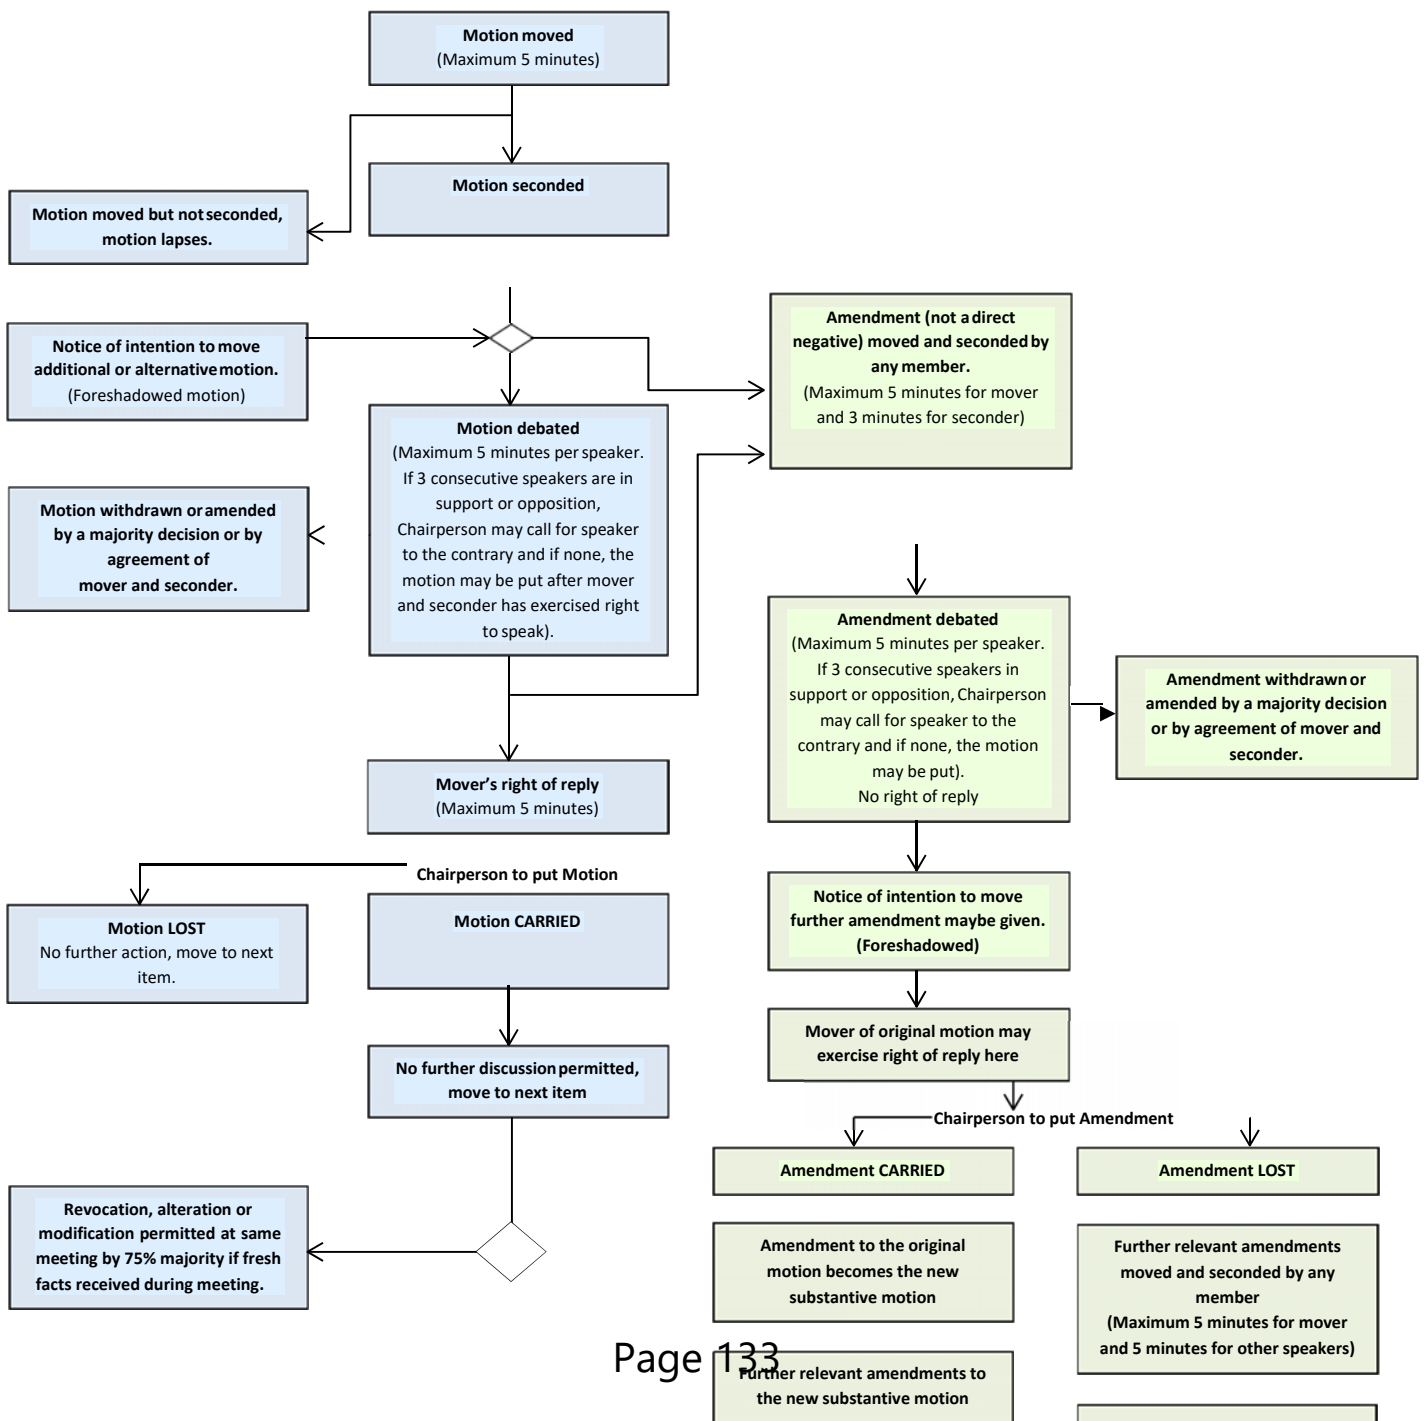 Motion moved
(Maximum 5 minutes)
Motion seconded
Motion moved but not seconded,
motion lapses.
Notice of intention to move
additional or alternative motion.
(Foreshadowed motion)
Amendment (not a direct
negative) moved and seconded by
any member.
(Maximum 5 minutes for mover
and 3 minutes for seconder)
Motion debated
(Maximum 5 minutes per speaker.
If 3 consecutive speakers are in
support or opposition,
Chairperson may call for speaker
to the contrary and if none, the
motion may be put after mover
and seconder has exercised right
to speak).
Motion withdrawn or amended
by a majority decision or by
agreement of
mover and seconder.
Amendment debated
(Maximum 5 minutes per speaker.
If 3 consecutive speakers in
support or opposition, Chairperson
may call for speaker to the
contrary and if none, the motion
may be put).
No right of reply
Amendment withdrawn or
amended by a majority decision
or by agreement of mover and
seconder.
Mover's right of reply
(Maximum 5 minutes)
Chairperson to put Motion
Motion LOST
No further action, move to next
item.
Motion CARRIED
Notice of intention to move
further amendment maybe given.
(Foreshadowed)
Mover of original motion may
exercise right of reply here
No further discussion permitted,
move to next item
Chairperson to put Amendment
Amendment CARRIED
Amendment LOST
Revocation, alteration or
modification permitted at same
meeting by 75% majority if fresh
facts received during meeting.
Amendment to the original
motion becomes the new
substantive motion
Further relevant amendments
moved and seconded by any
member
(Maximum 5 minutes for mover
and 5 minutes for other speakers)
Page 133
Further relevant amendments to
the new substantive motion